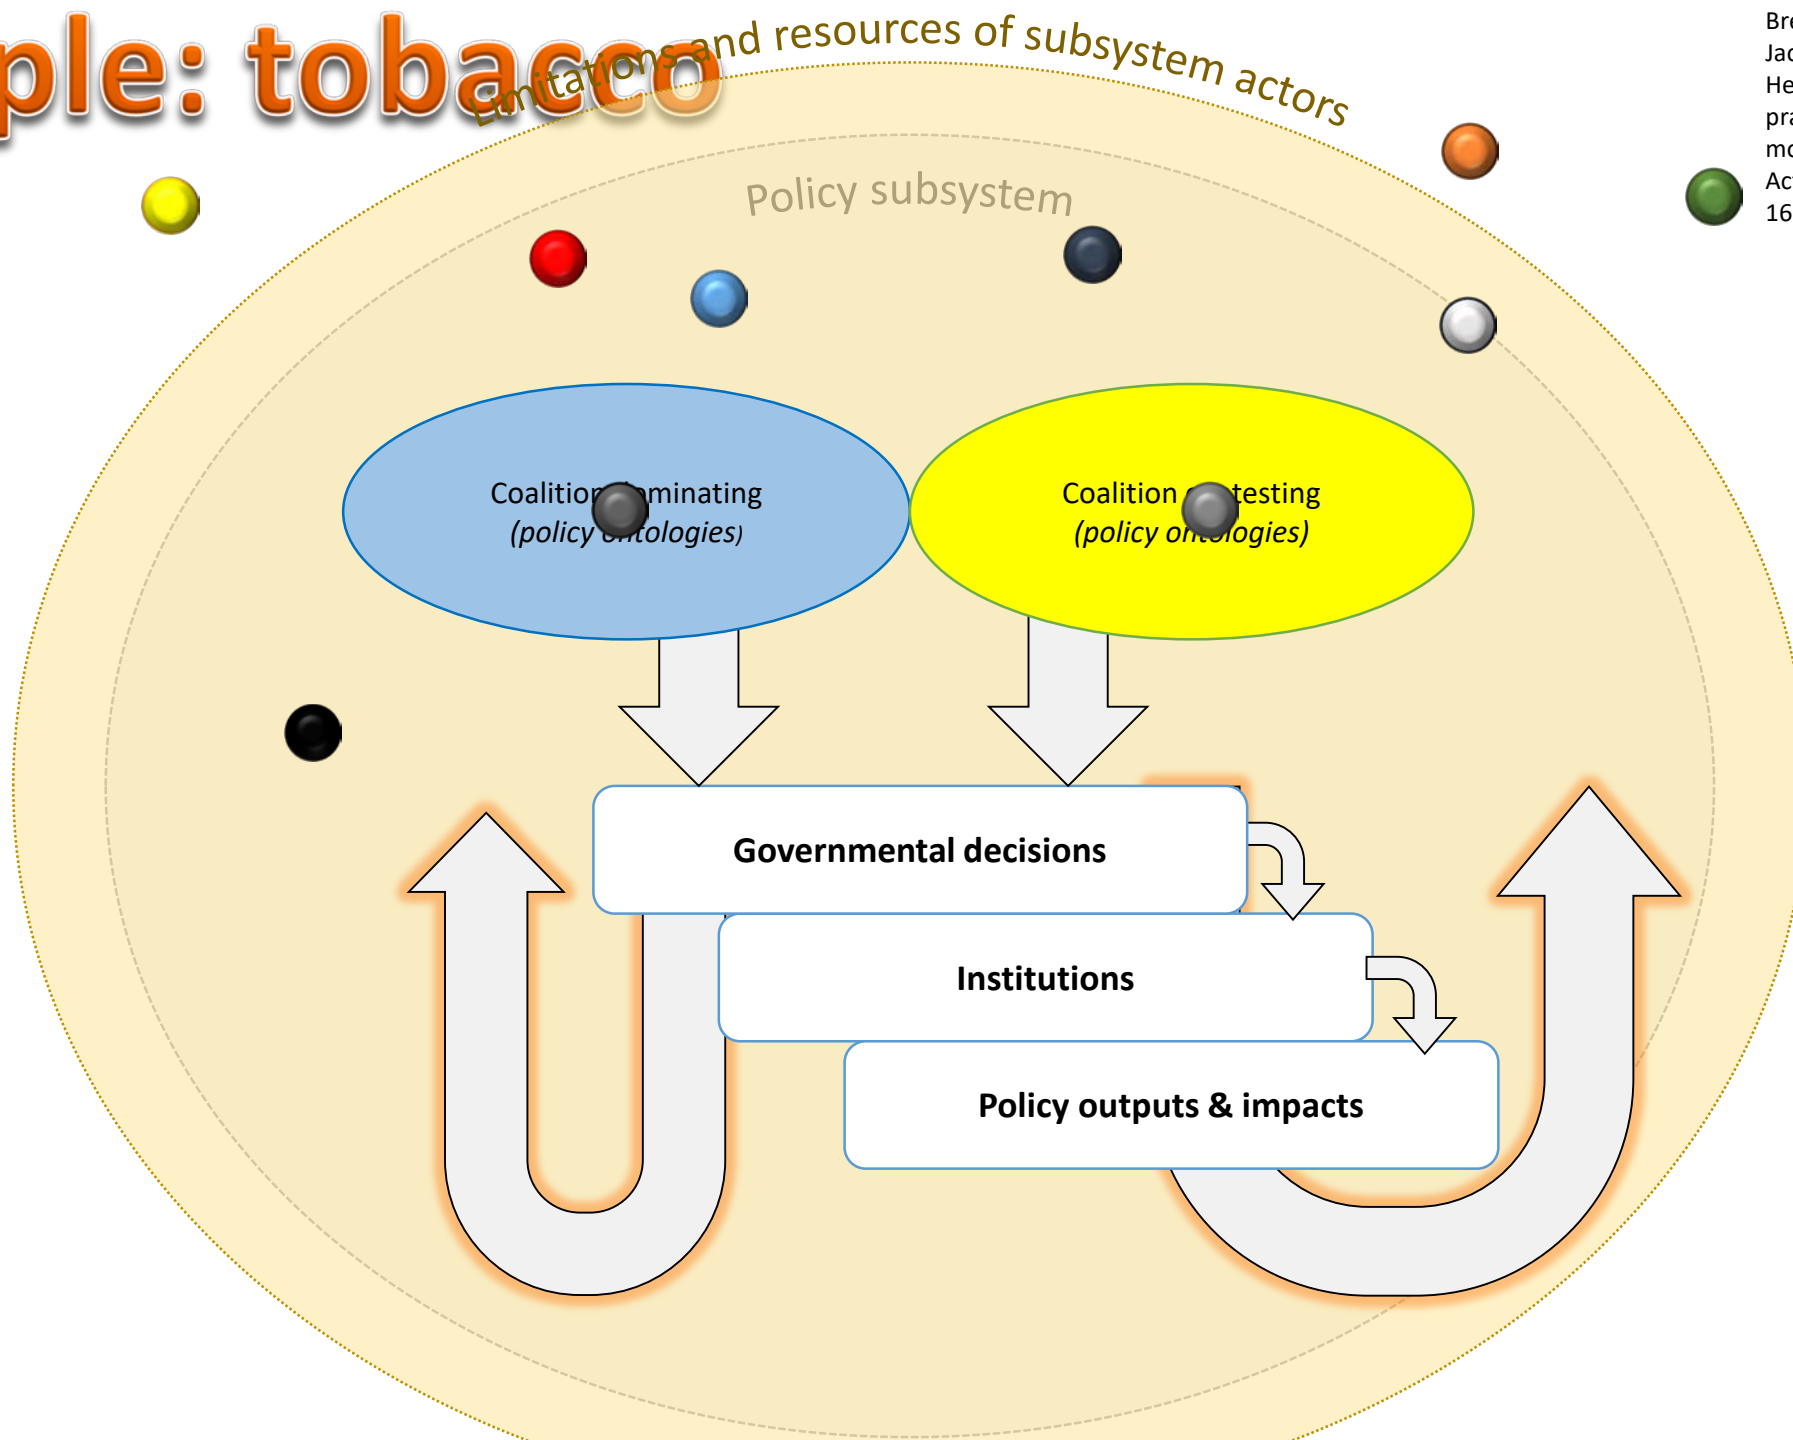 ple: tobacco
Limitations and resources of subsystem actors
Policy subsystem
Coalition dominating
(policy ontologies)
Coalition contesting
(policy ontologies)
Governmental decisions
Institutions
Policy outputs & impacts
16